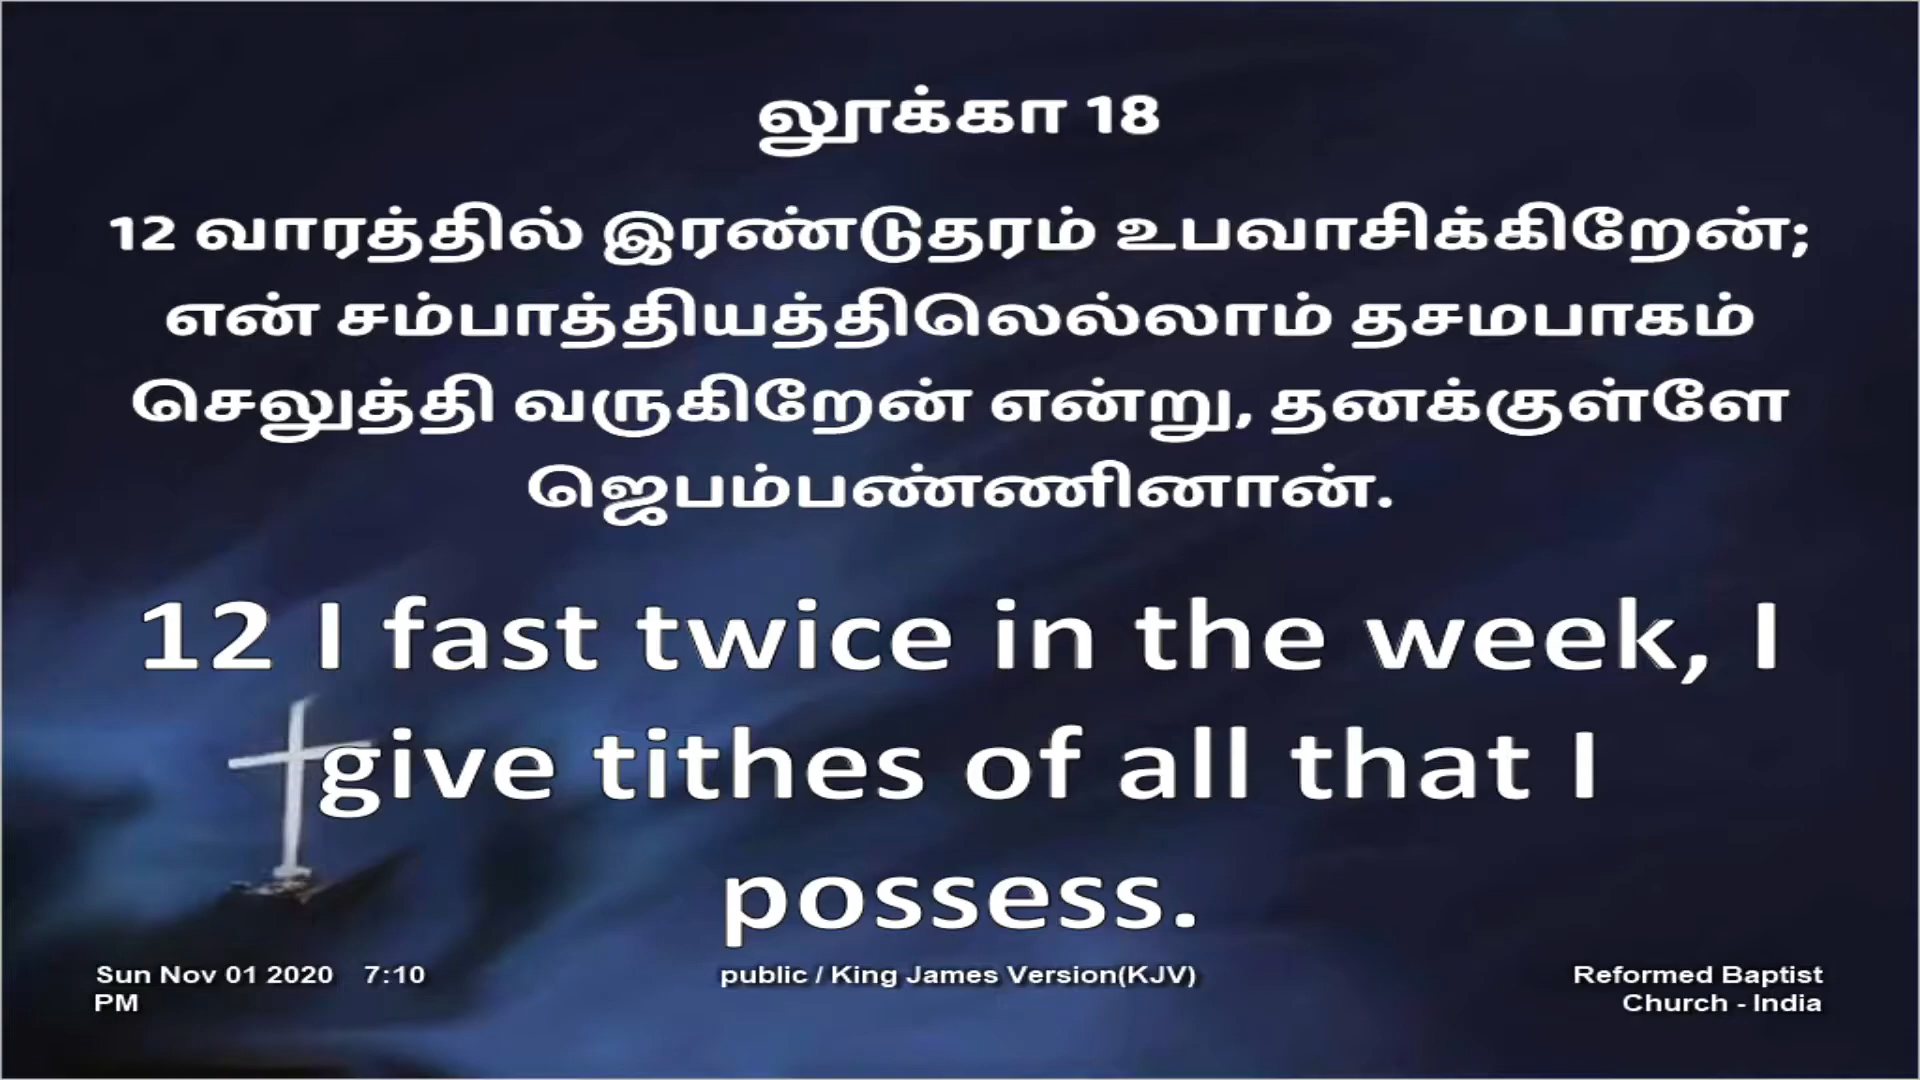 லூக்கா 18
12 வாரத்தில் இரண்டுதரம் உபவாசிக்கிறேன்;
என் சம்பாத்தியத்திலெல்லாம் தசமபாகம்
செலுத்தி வருகிறேன் என்று, தனக்குள்ளே
ஜெபம்பண்ணினான்.
12 I fast twice in the week, I
give tithes of all that I
possess.
Sun Nov 01 2020 7:10
PM
public / King James Version(KJV)
Reformed Baptist
Church - India